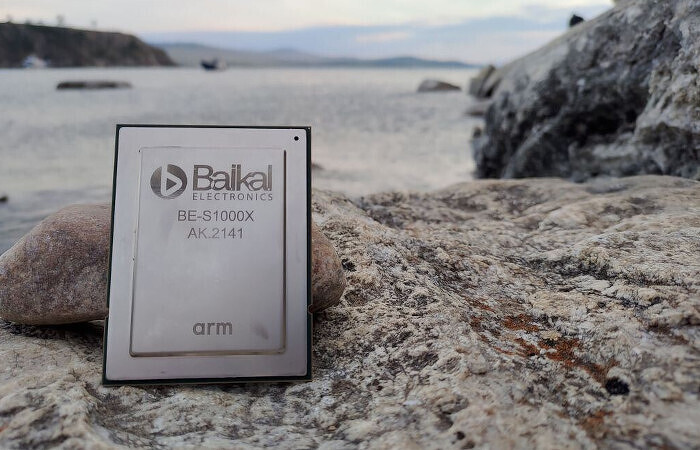 Baikal
ELECTRONICS
BE-S1000X
AK.2141
arm